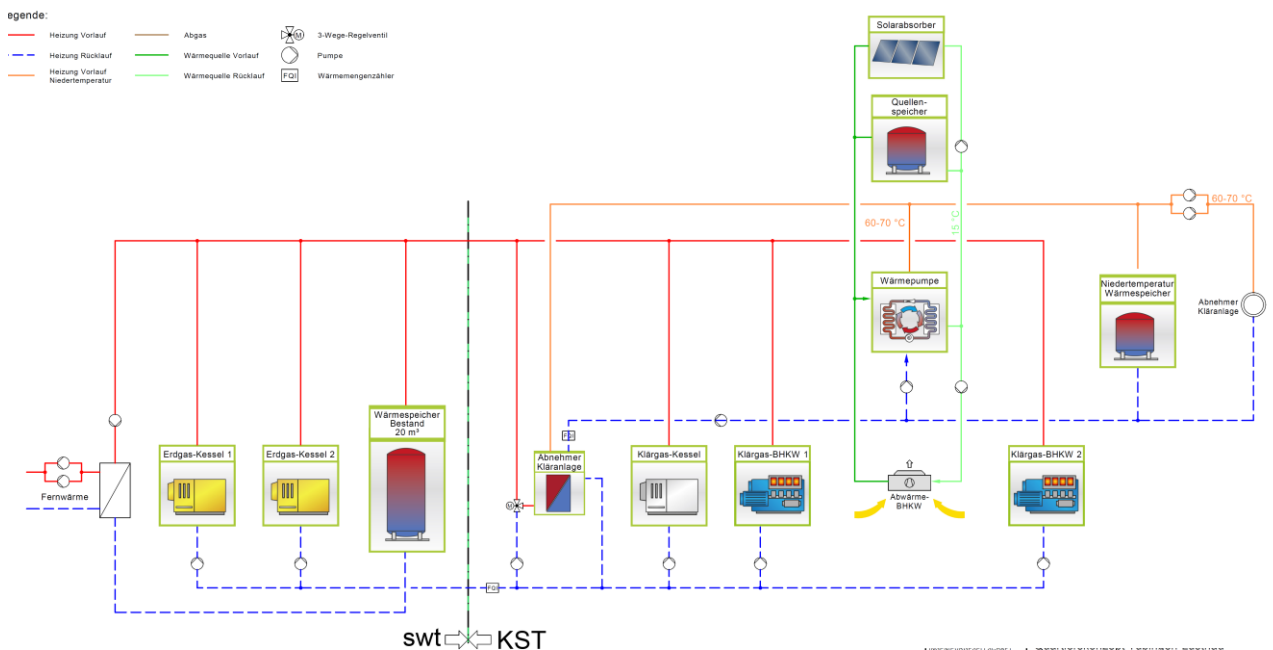 egende:
Heizung Vorlauf
Abgas
3-Wege-Regelventil
Heizung Rücklauf
Wärmequelle Vorlauf
Pumpe
Heizung Vorlauf
Niedertemperatur
Wärmequelle Rücklauf
FQI
Wärmemengenzähler
M
Solarabsorber
Quellen-
speicher
60-70 °C
60-70 °C
15 °C
Wärmepumpe
Niedertemperatur
Wärmespeicher
Abnehmer
Kläranlage
Wärmespeicher
Bestand
20 m³
FQI
Erdgas-Kessel 1
Erdgas-Kessel 2
Abnehmer
Kläranlage
Klärgas-Kessel
Klärgas-BHKW 1
Klärgas-BHKW 2
Fernwärme
M
Abwärme-
BHKW
FQI
swt
KST